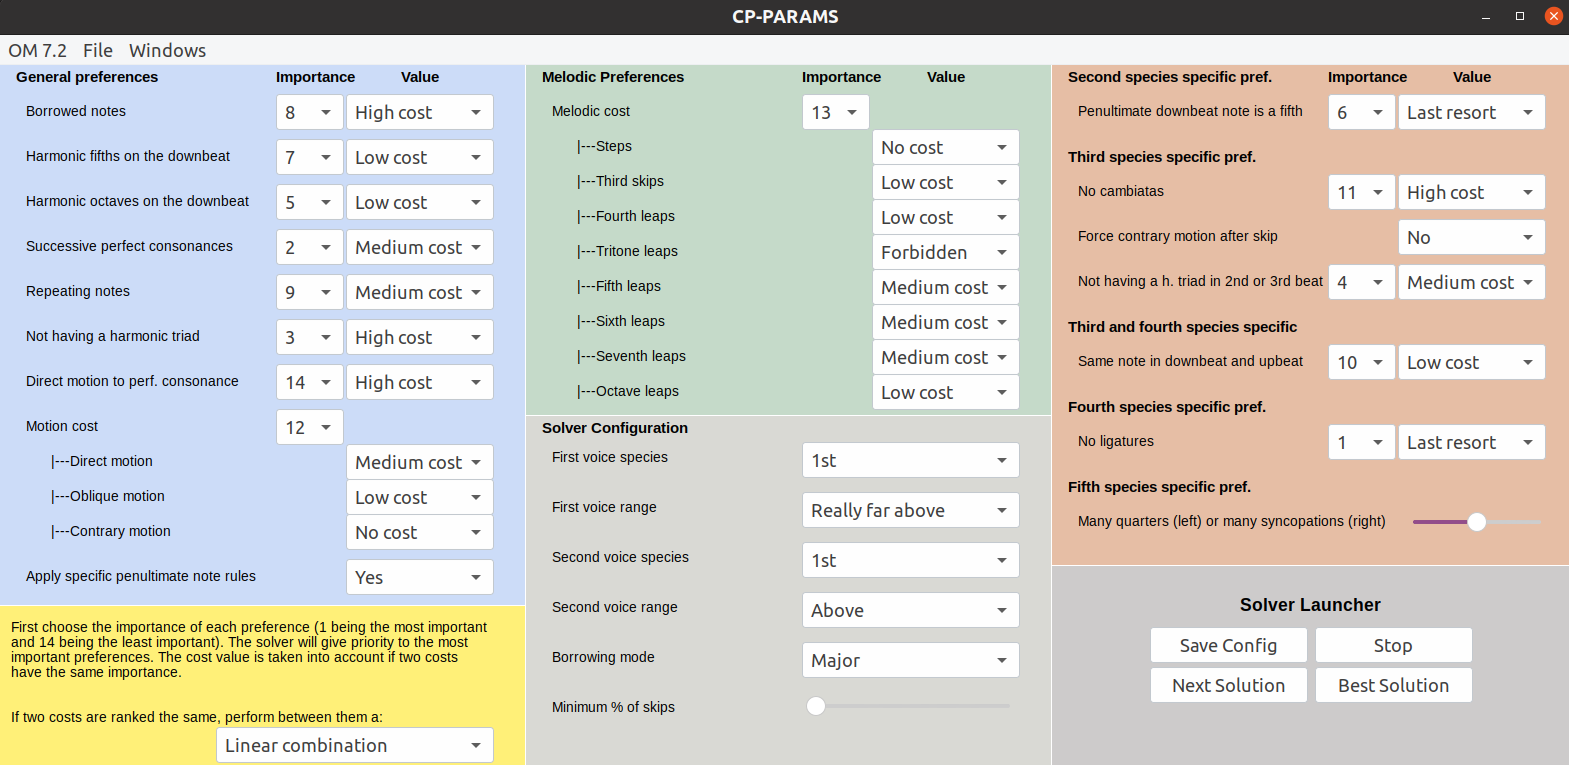 CP-PARAMS
OM 7.2 File Windows
General preferences Importance Value
Borrowed notes 8 High cost
Harmonic fifths on the downbeat 7 Low cost
Harmonic octaves on the downbeat 5 Low cost
Successive perfect consonances 2 Medium cost
Repeating notes 9 Medium cost
Not having a harmonic triad 3 High cost
Direct motion to perf. consonance 14 High cost
Motion cost 12
|---Direct motion Medium cost
|---Oblique motion Low cost
|---Contrary motion No cost
Apply specific penultimate note rules Yes
First choose the importance of each preference (1 being the most important
and 14 being the least important). The solver will give priority to the most
important preferences. The cost value is taken into account if two costs
have the same importance.
If two costs are ranked the same, perform between them a:
Linear combination
Melodic Preferences Importance Value
Melodic cost 13
|---Steps No cost
|---Third skips Low cost
|---Fourth leaps Low cost
|---Tritone leaps Forbidden
|---Fifth leaps Medium cost
|---Sixth leaps Medium cost
|---Seventh leaps Medium cost
|---Octave leaps Low cost
Solver Configuration
First voice species 1st
First voice range Really far above
Second voice species 1st
Second voice range Above
Borrowing mode Major
Minimum % of skips
Second species specific pref. Importance Value
Penultimate downbeat note is a fifth 6 Last resort
Third species specific pref.
No cambiatas 11 High cost
Force contrary motion after skip No
Not having a h. triad in 2nd or 3rd beat 4 Medium cost
Third and fourth species specific
Same note in downbeat and upbeat 10 Low cost
Fourth species specific pref.
No ligatures 1 Last resort
Fifth species specific pref.
Many quarters (left) or many syncopations (right)
Solver Launcher
Save Config Stop
Next Solution Best Solution